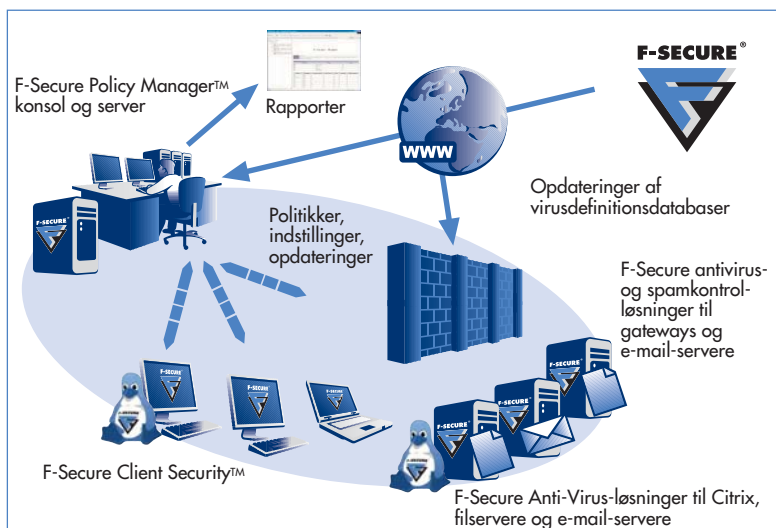 F-SECURE®
F-Secure Policy Manager™
konsol og server
Rapporter
WWW
Opdateringer af
virusdefinitionsdatabaser
F-SECURE®
Politikker,
indstillinger,
opdateringer
F-Secure antivirus-
og spamkontrol-
løsninger til
gateways og
e-mail-servere
F-SECURE
F-SECURE
F-SECURE
F-Secure Client Security™
F-Secure Anti-Virus-løsninger til Citrix,
filservere og e-mail-servere